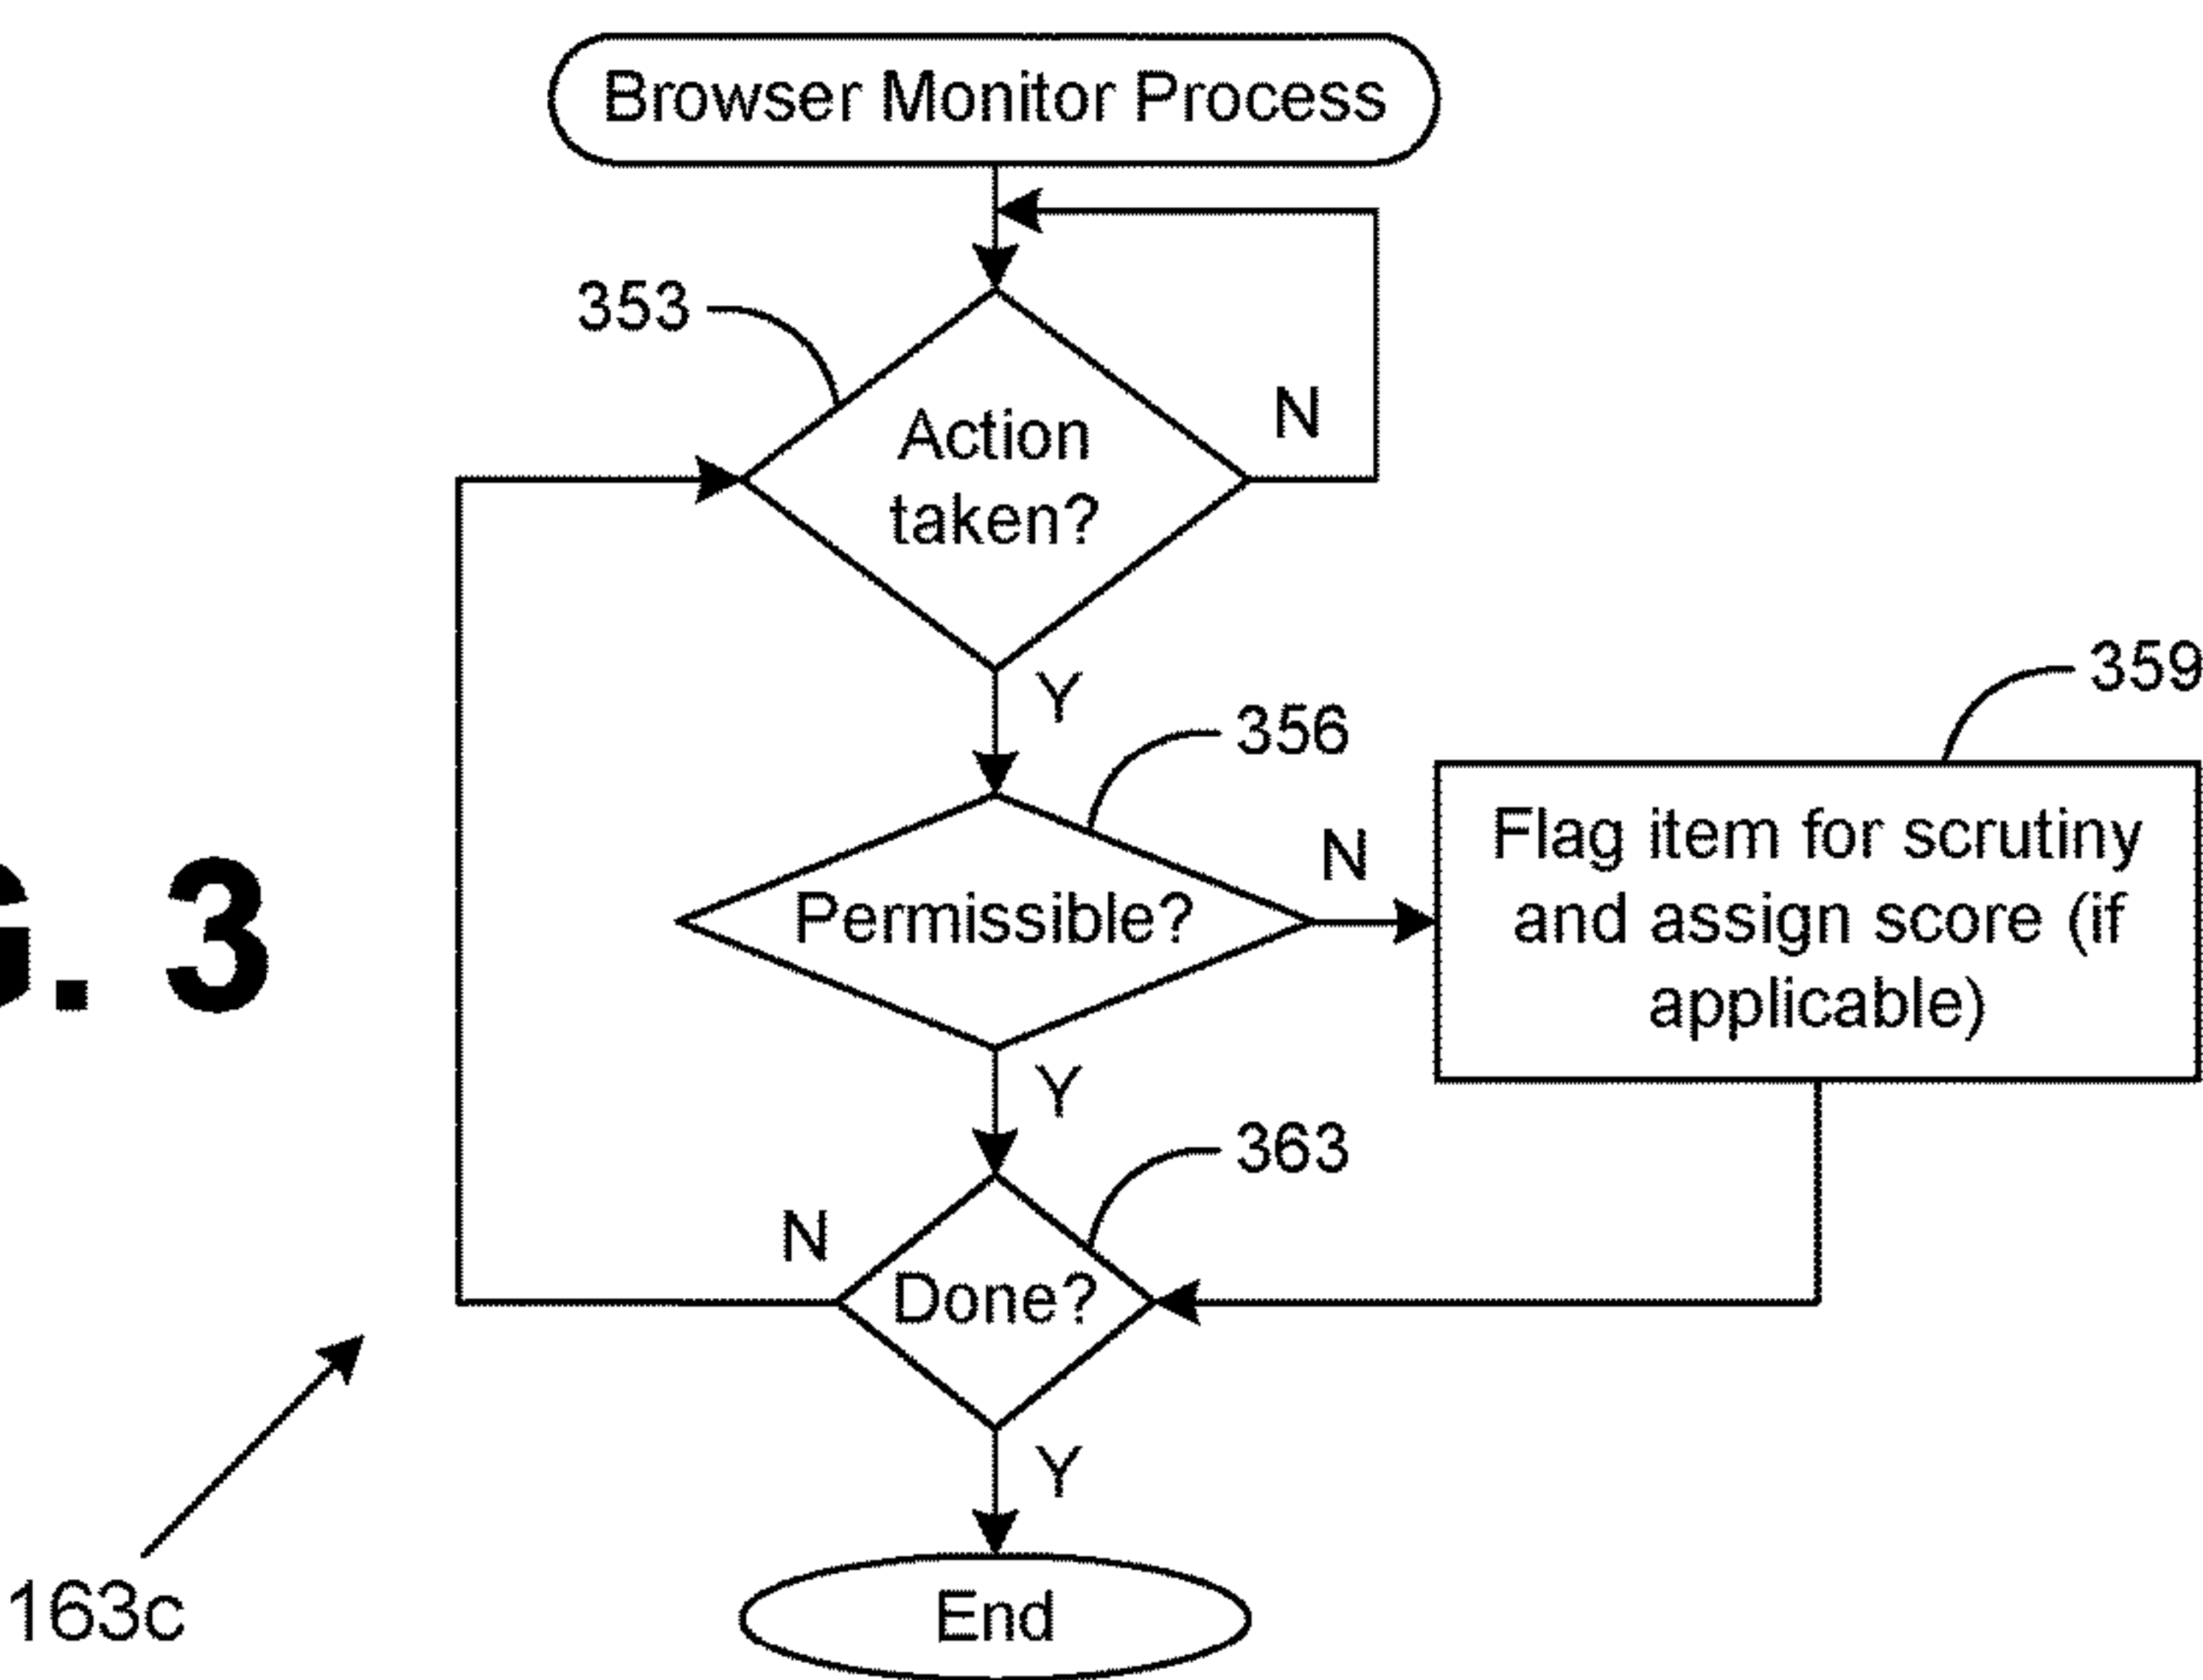 Browser Monitor Process
353
Action
taken?
N
Y
356
359
Permissible?
N
Flag item for scrutiny
and assign score (if
applicable)
G. 3
Y
363
N
Done?
Y
163c
End